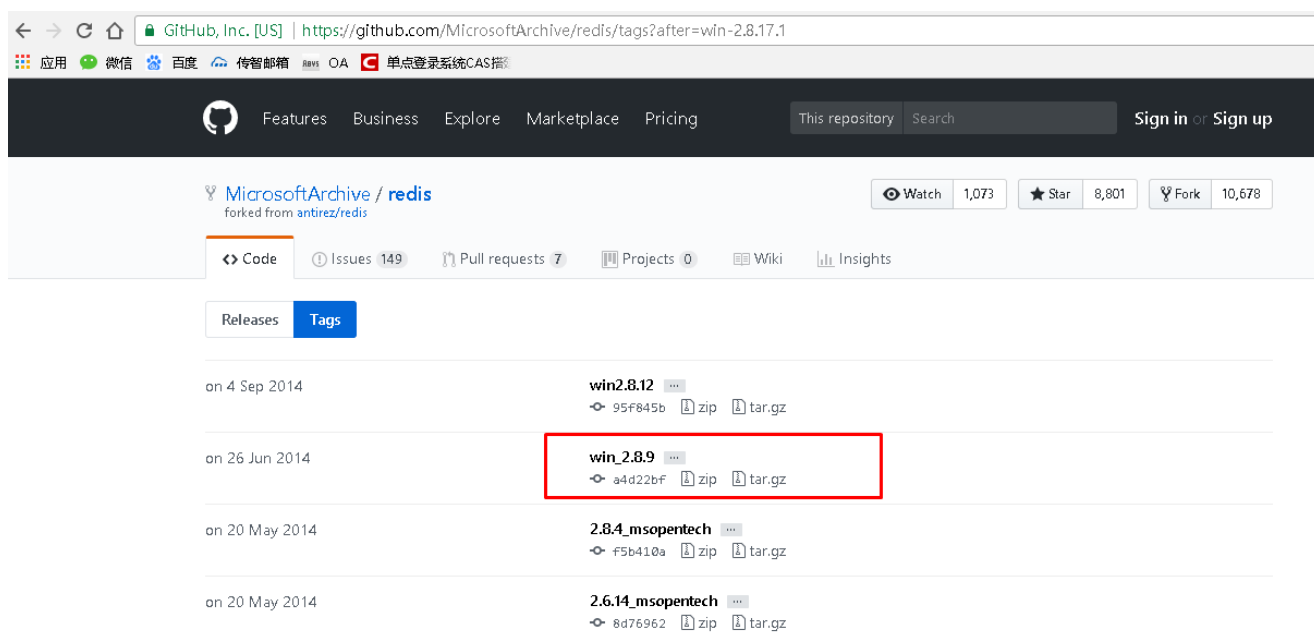 GitHub, Inc. [US] | https://github.com/MicrosoftArchive/redis/tags?after=win-2.8.17.1
应用 微信 百度 传智邮箱 OA 单点登录系统CAS搭
Features Business Explore Marketplace Pricing This repository Search Sign in or Sign up
MicrosoftArchive / redis Watch 1,073 Star 8,801 Fork 10,678
forked from antirez/redis
Code Issues 149 Pull requests 7 Projects 0 Wiki Insights
Releases Tags
on 4 Sep 2014 win2.8.12 ...
95f845b zip tar.gz
on 26 Jun 2014 win_2.8.9 ...
a4d22bf zip tar.gz
on 20 May 2014 2.8.4_msopentech ...
f5b410a zip tar.gz
on 20 May 2014 2.6.14_msopentech ...
8d76962 zip tar.gz